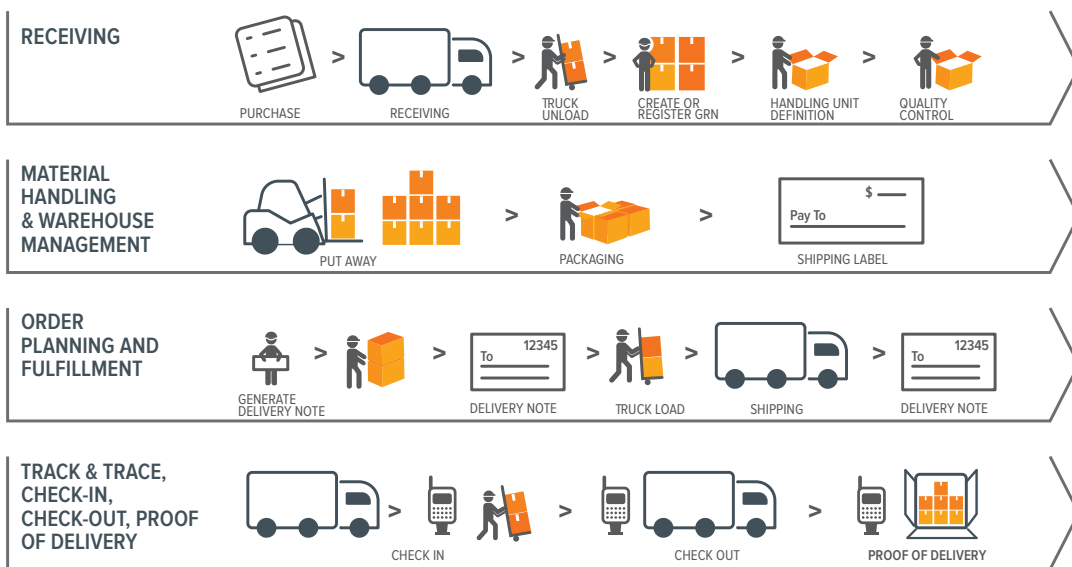 RECEIVING
PURCHASE
>
RECEIVING
>
TRUCK
UNLOAD
>
CREATE OR
REGISTER GRN
>
HANDLING UNIT
DEFINITION
>
QUALITY
CONTROL
MATERIAL
HANDLING
& WAREHOUSE
MANAGEMENT
PUT AWAY
>
PACKAGING
>
$
Pay To
SHIPPING LABEL
ORDER
PLANNING AND
FULFILLMENT
GENERATE
DELIVERY NOTE
>
>
12345
To
DELIVERY NOTE
>
TRUCK LOAD
>
SHIPPING
>
12345
To
DELIVERY NOTE
TRACK & TRACE,
CHECK-IN,
CHECK-OUT, PROOF
OF DELIVERY
>
CHECK IN
>
CHECK OUT
>
PROOF OF DELIVERY